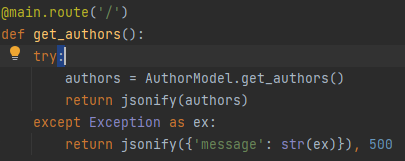 @main.route('/')
def get_authors():
    try:
        authors = AuthorModel.get_authors()
        return jsonify(authors)
    except Exception as ex:
        return jsonify({'message': str(ex)}), 500